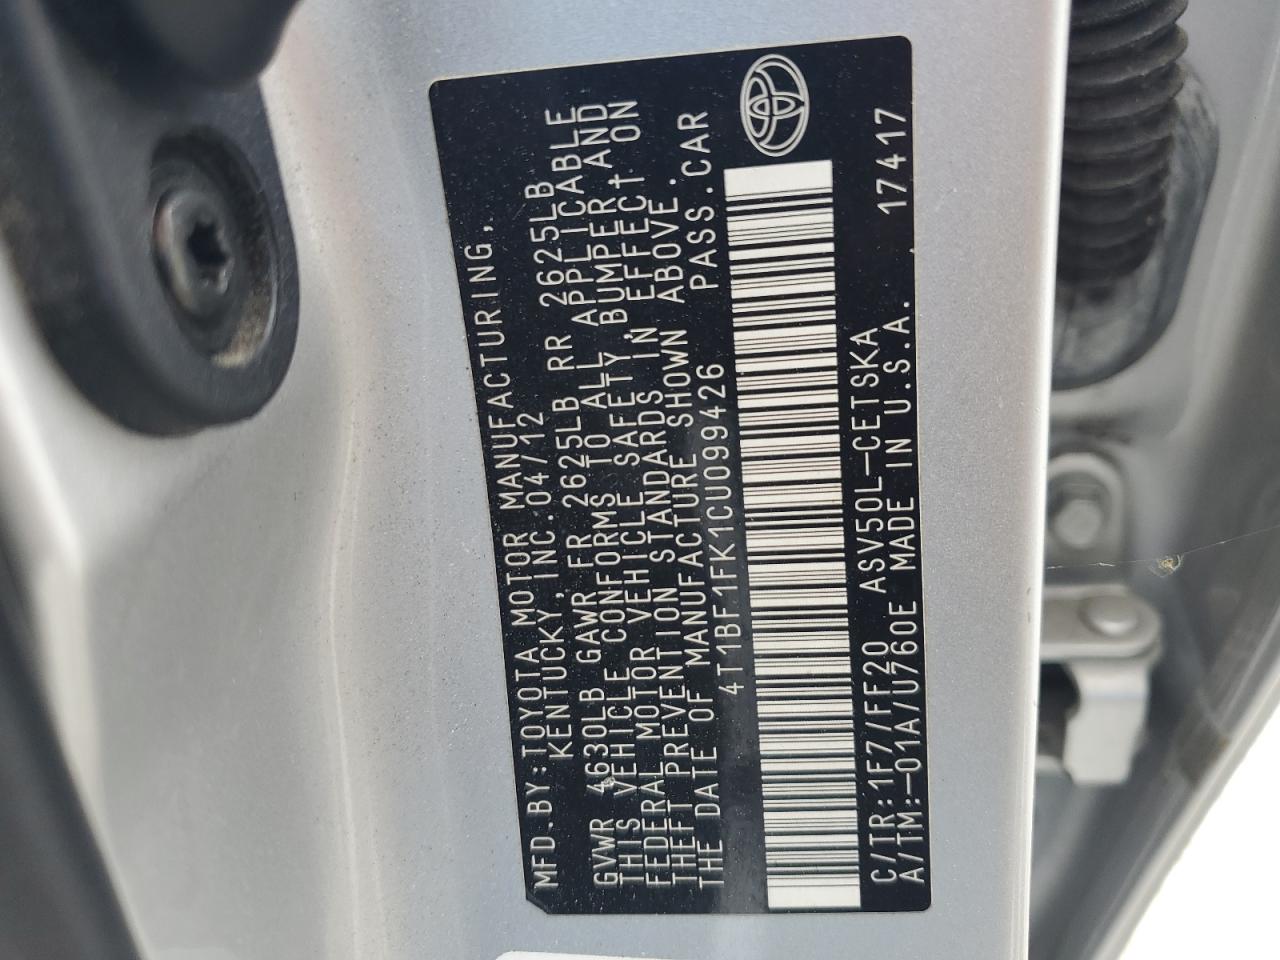 MFD.BY:TOYOTA MOTOR MANUFACTURING,
KENTUCKY, INC.04/12
GVWR 4630LB GAWR FR 2625LB RR 2625LB
THIS VEHICLE CONFORMS TO ALL APPLICABLE
FEDERAL MOTOR VEHICLE SAFETY,BUMPER,AND
THEFT PREVENTION STANDARDS IN EFFECT ON
THE DATE OF MANUFACTURE SHOWN ABOVE.
4T1BF1FK1CU099426 PASS.CAR
C/TR:1F7/FF20 ASV50L-CETSKA 17417
A/TM:-01A/U760E MADE IN U.S.A.